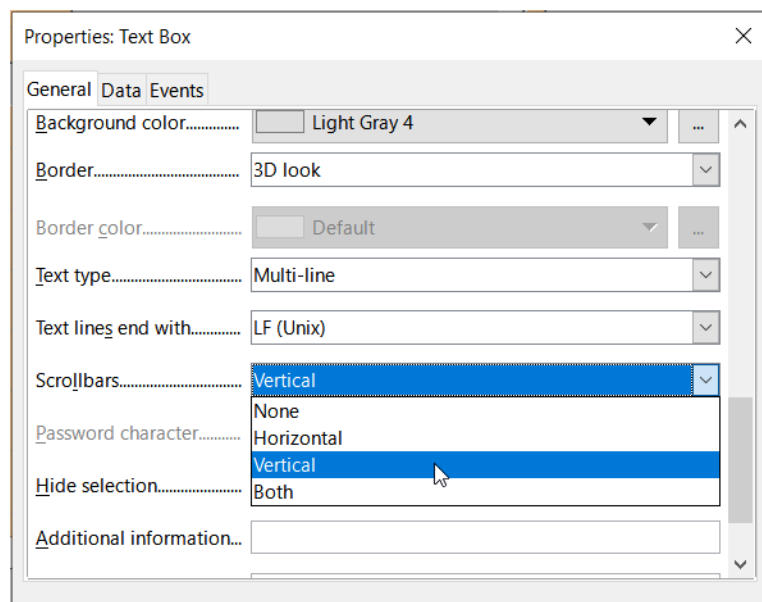 Properties: Text Box
General Data Events
Background color.............. Light Gray 4 ...
Border....................................... 3D look
Border color........................... Default ...
Text type.................................. Multi-line
Text lines end with............. LF (Unix)
Scrollbars................................ Vertical
None
Password character........... Horizontal
Vertical
Hide selection...................... Both
Additional information...